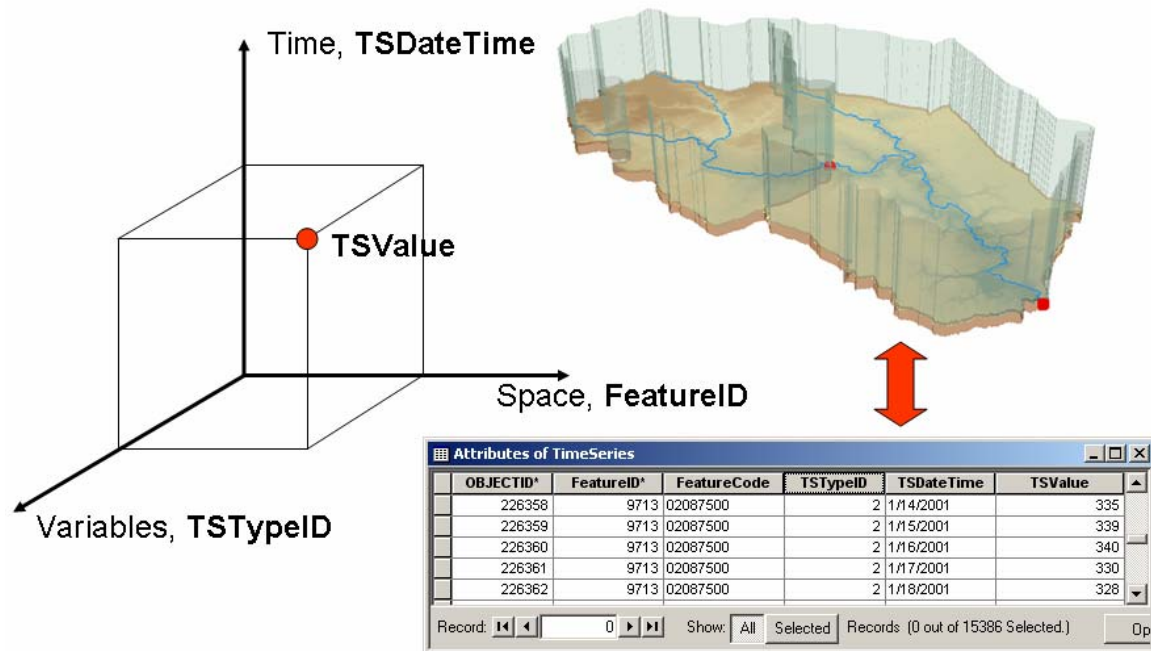 Time, TSDateTime
TSValue
Space, FeatureID
Variables, TSTypeID
Attributes of TimeSeries
OBJECTID* FeatureID* FeatureCode TSTypeID TSDateTime TSValue
226358 9713 02087500 2 1/14/2001 335
226359 9713 02087500 2 1/15/2001 339
226360 9713 02087500 2 1/16/2001 340
226361 9713 02087500 2 1/17/2001 330
226362 9713 02087500 2 1/18/2001 328
Record: 0 Show: All Selected Records (0 out of 15386 Selected.) Op